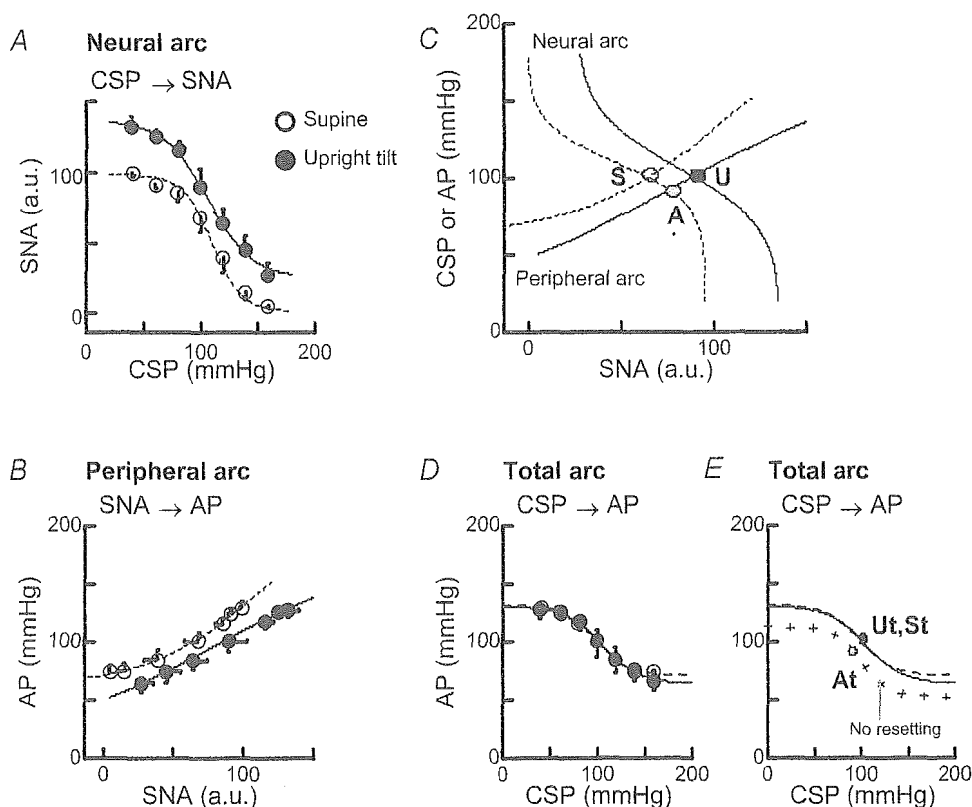 A Neural arc
CSP → SNA
Supine
Upright tilt
100
0
SNA (a.u.)
0 100 200
CSP (mmHg)
C
Neural arc
200
100
0
CSP or AP (mmHg)
S
U
A
Peripheral arc
0 100
SNA (a.u.)
B Peripheral arc
SNA → AP
200
100
0
AP (mmHg)
0 100
SNA (a.u.)
D Total arc
CSP → AP
200
100
0
AP (mmHg)
0 100 200
CSP (mmHg)
E Total arc
CSP → AP
200
100
0
Ut,St
At
No resetting
0 100 200
CSP (mmHg)